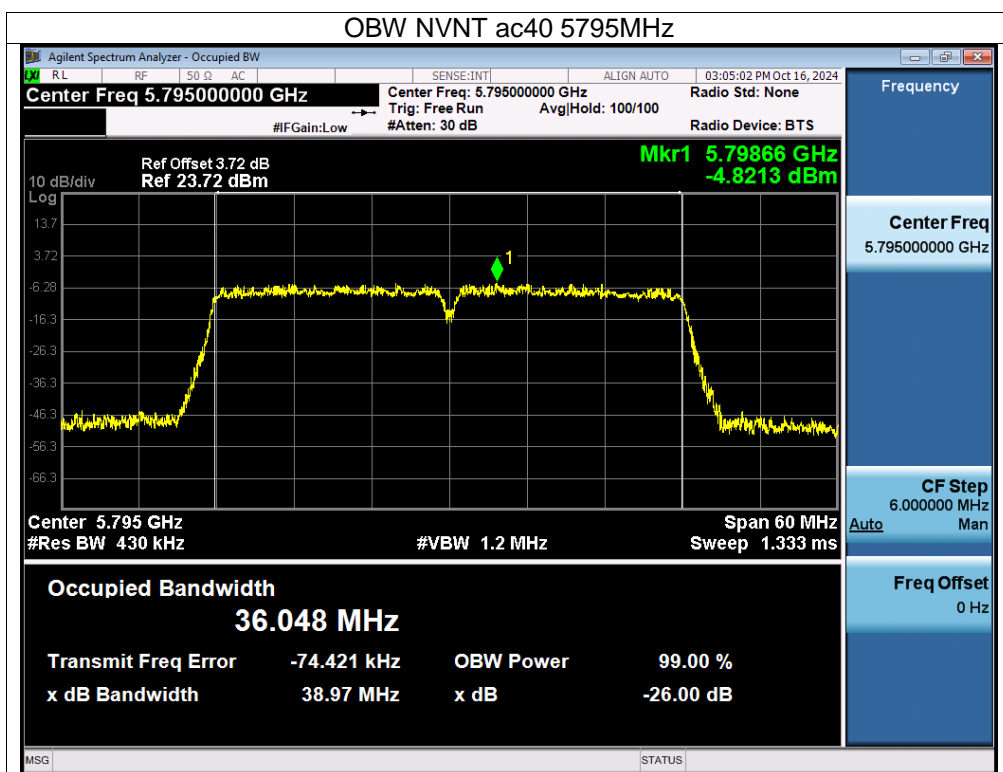 OBW NVNT ac40 5795MHz
Agilent Spectrum Analyzer - Occupied BW
LXI RL RF 50 Ω AC SENSE:INT ALIGN AUTO 03:05:02 PM Oct 16, 2024
Center Freq 5.795000000 GHz
Center Freq: 5.795000000 GHz
Radio Std: None
Trig: Free Run Avg|Hold: 100/100
#IFGain:Low #Atten: 30 dB Radio Device: BTS
Frequency
Mkr1 5.79866 GHz
-4.8213 dBm
Ref Offset 3.72 dB
10 dB/div Ref 23.72 dBm
Log
13.7
3.72
-6.28
-16.3
-26.3
-36.3
-46.3
-56.3
-66.3
1
Center 5.795 GHz Span 60 MHz
#Res BW 430 kHz #VBW 1.2 MHz Sweep 1.333 ms
Center Freq
5.795000000 GHz
CF Step
6.000000 MHz
Auto Man
Freq Offset
0 Hz
Occupied Bandwidth
36.048 MHz
Transmit Freq Error -74.421 kHz OBW Power 99.00 %
x dB Bandwidth 38.97 MHz x dB -26.00 dB
MSG STATUS